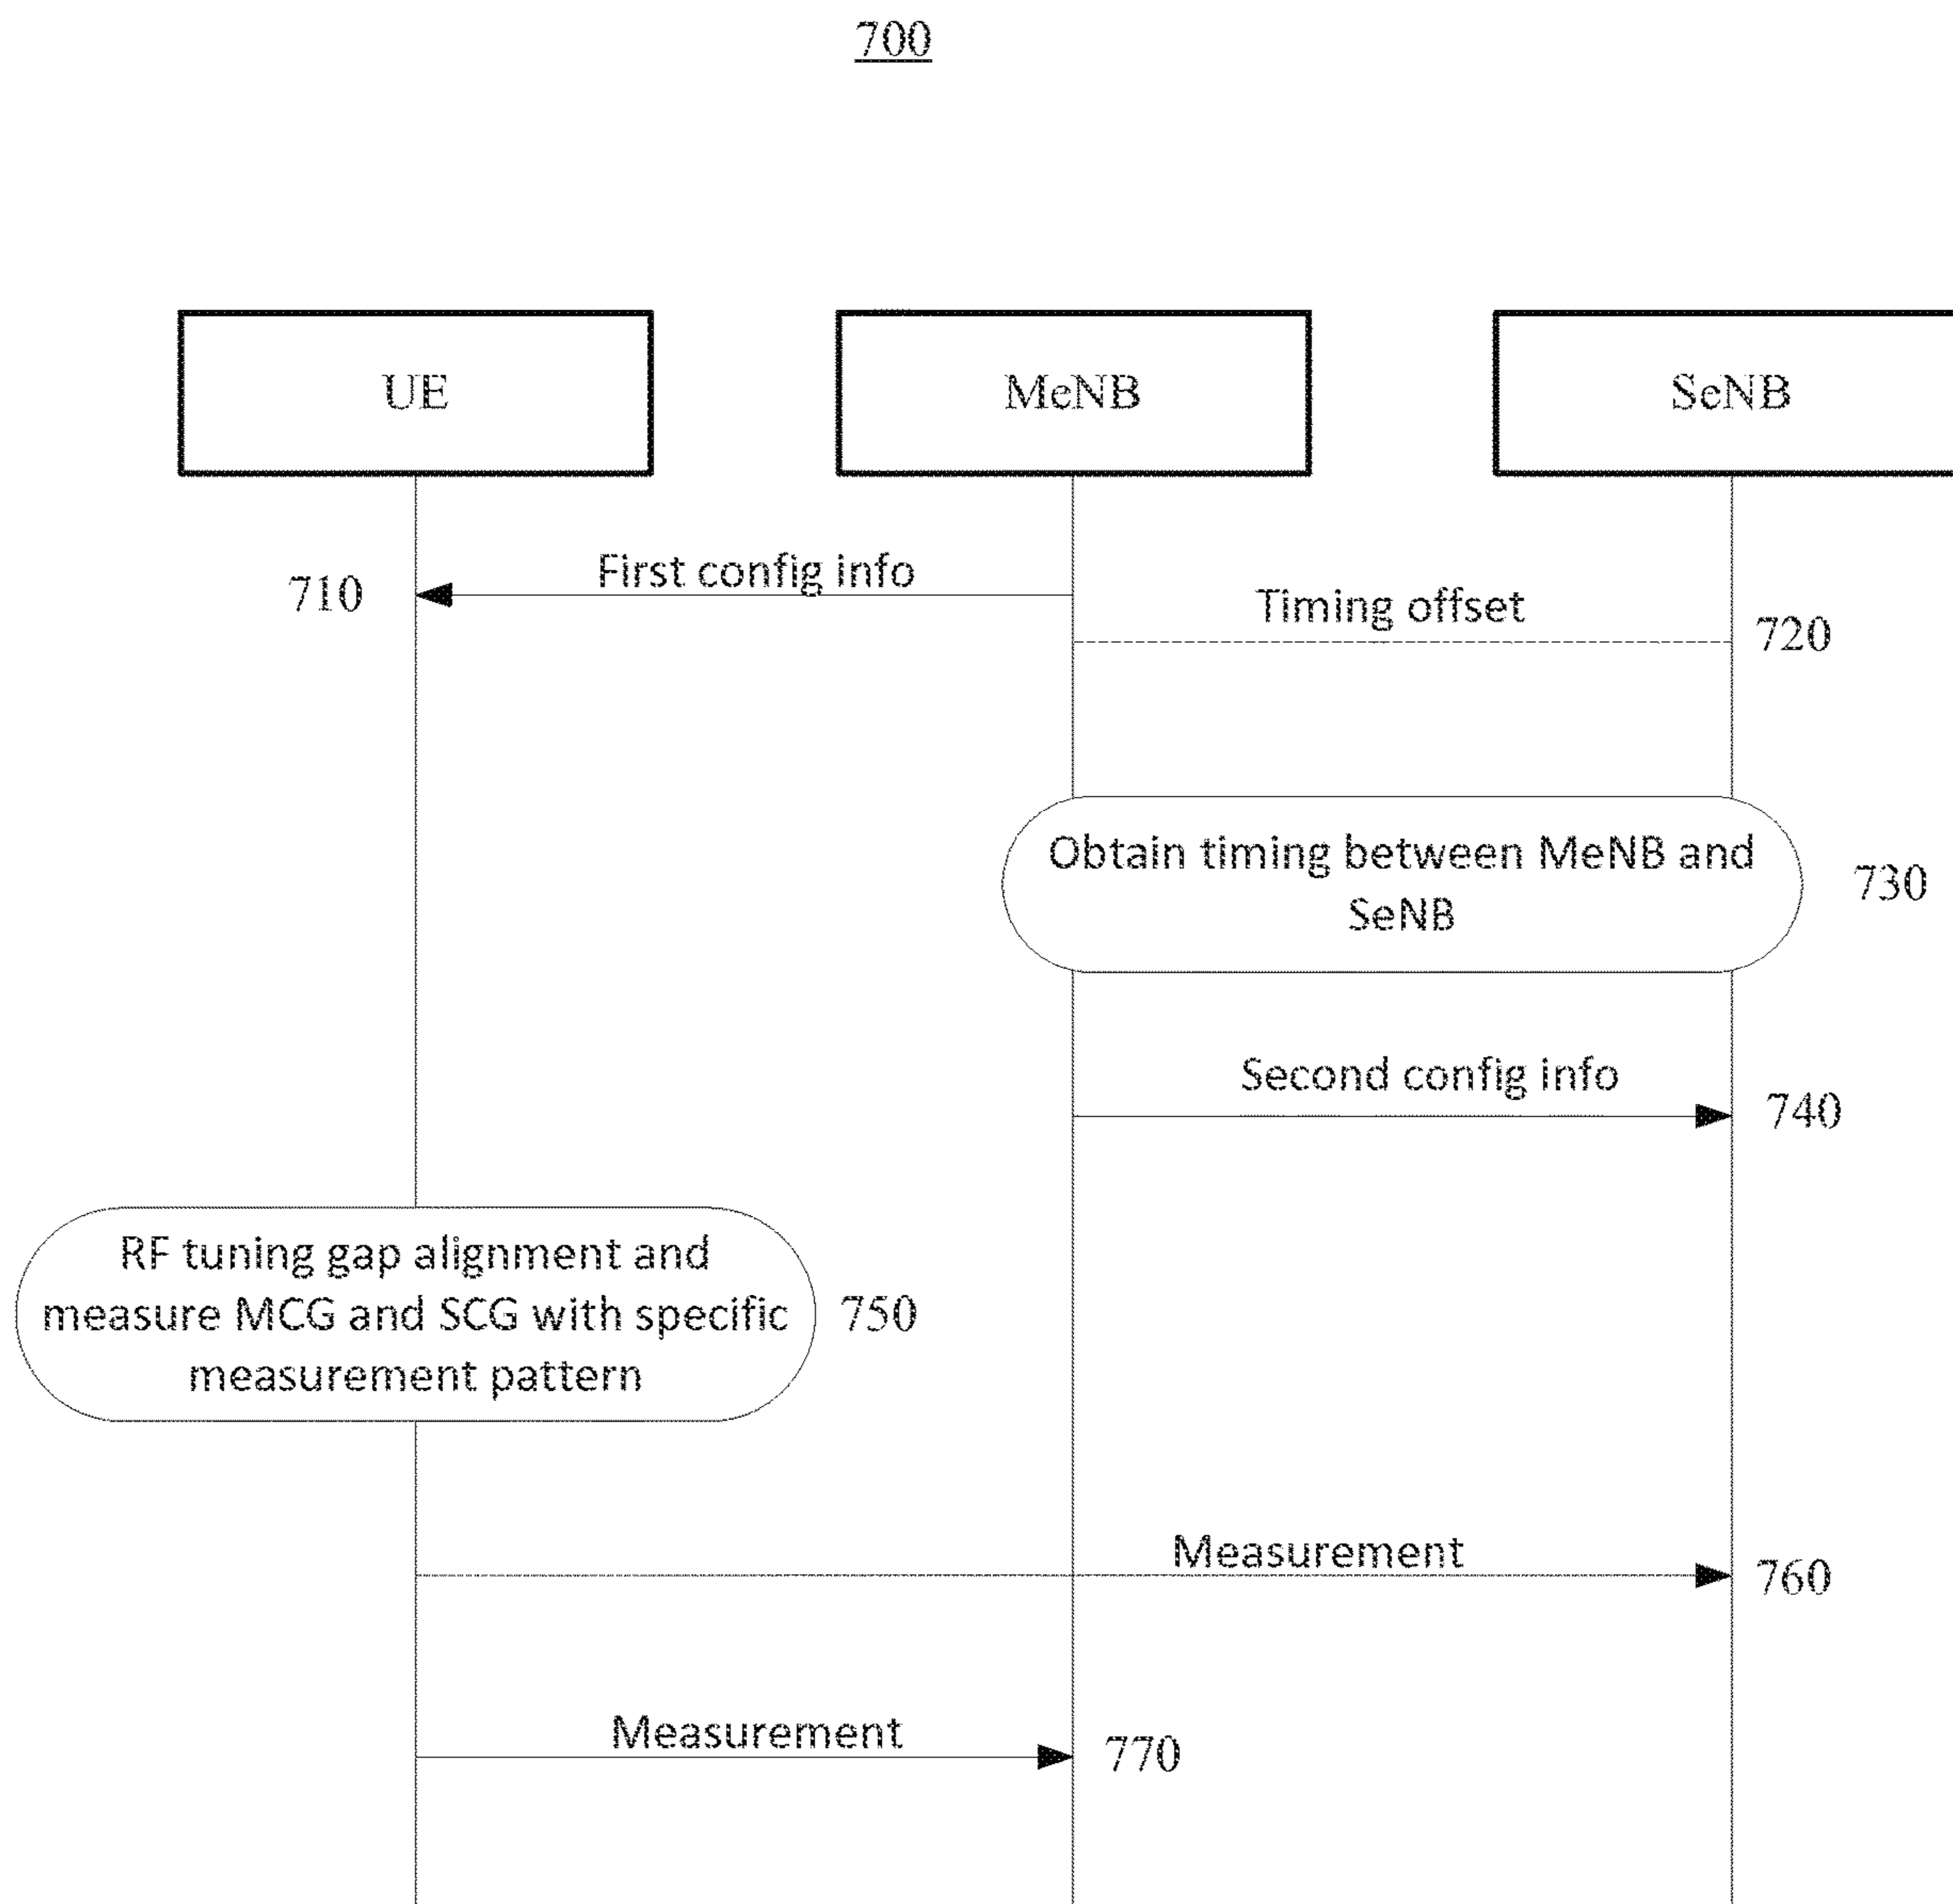 700
UE
MeNB
SeNB
First config info
710
Timing offset
720
Obtain timing between MeNB and
SeNB
730
Second config info
740
RF tuning gap alignment and
measure MCG and SCG with specific
measurement pattern
750
Measurement
760
Measurement
770